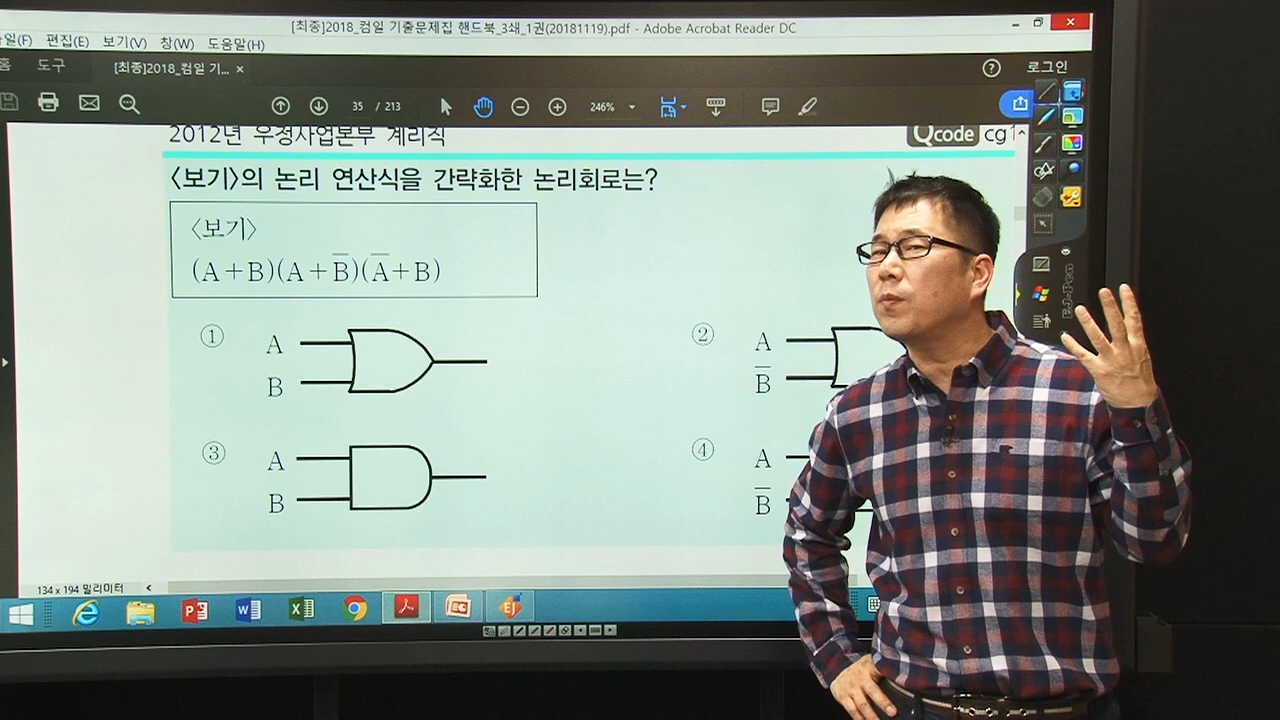 [최종]2018_컴일 기출문제집 핸드북_3쇄_1권(20181119).pdf - Adobe Acrobat Reader DC
편집(E) 보기(V) 창(W) 도움말(H)
홈 도구 [최종]2018_컴일 기... × ? 로그인
35 / 213 246%
2012년 우정사업본부 계리직
Qcode cg1
〈보기〉의 논리 연산식을 간략화한 논리회로는?
〈보기〉
(A+B)(A+B̅)(A̅+B)
① A B
② A B̅
③ A B
④ A B̅
134 x 194 밀리미터